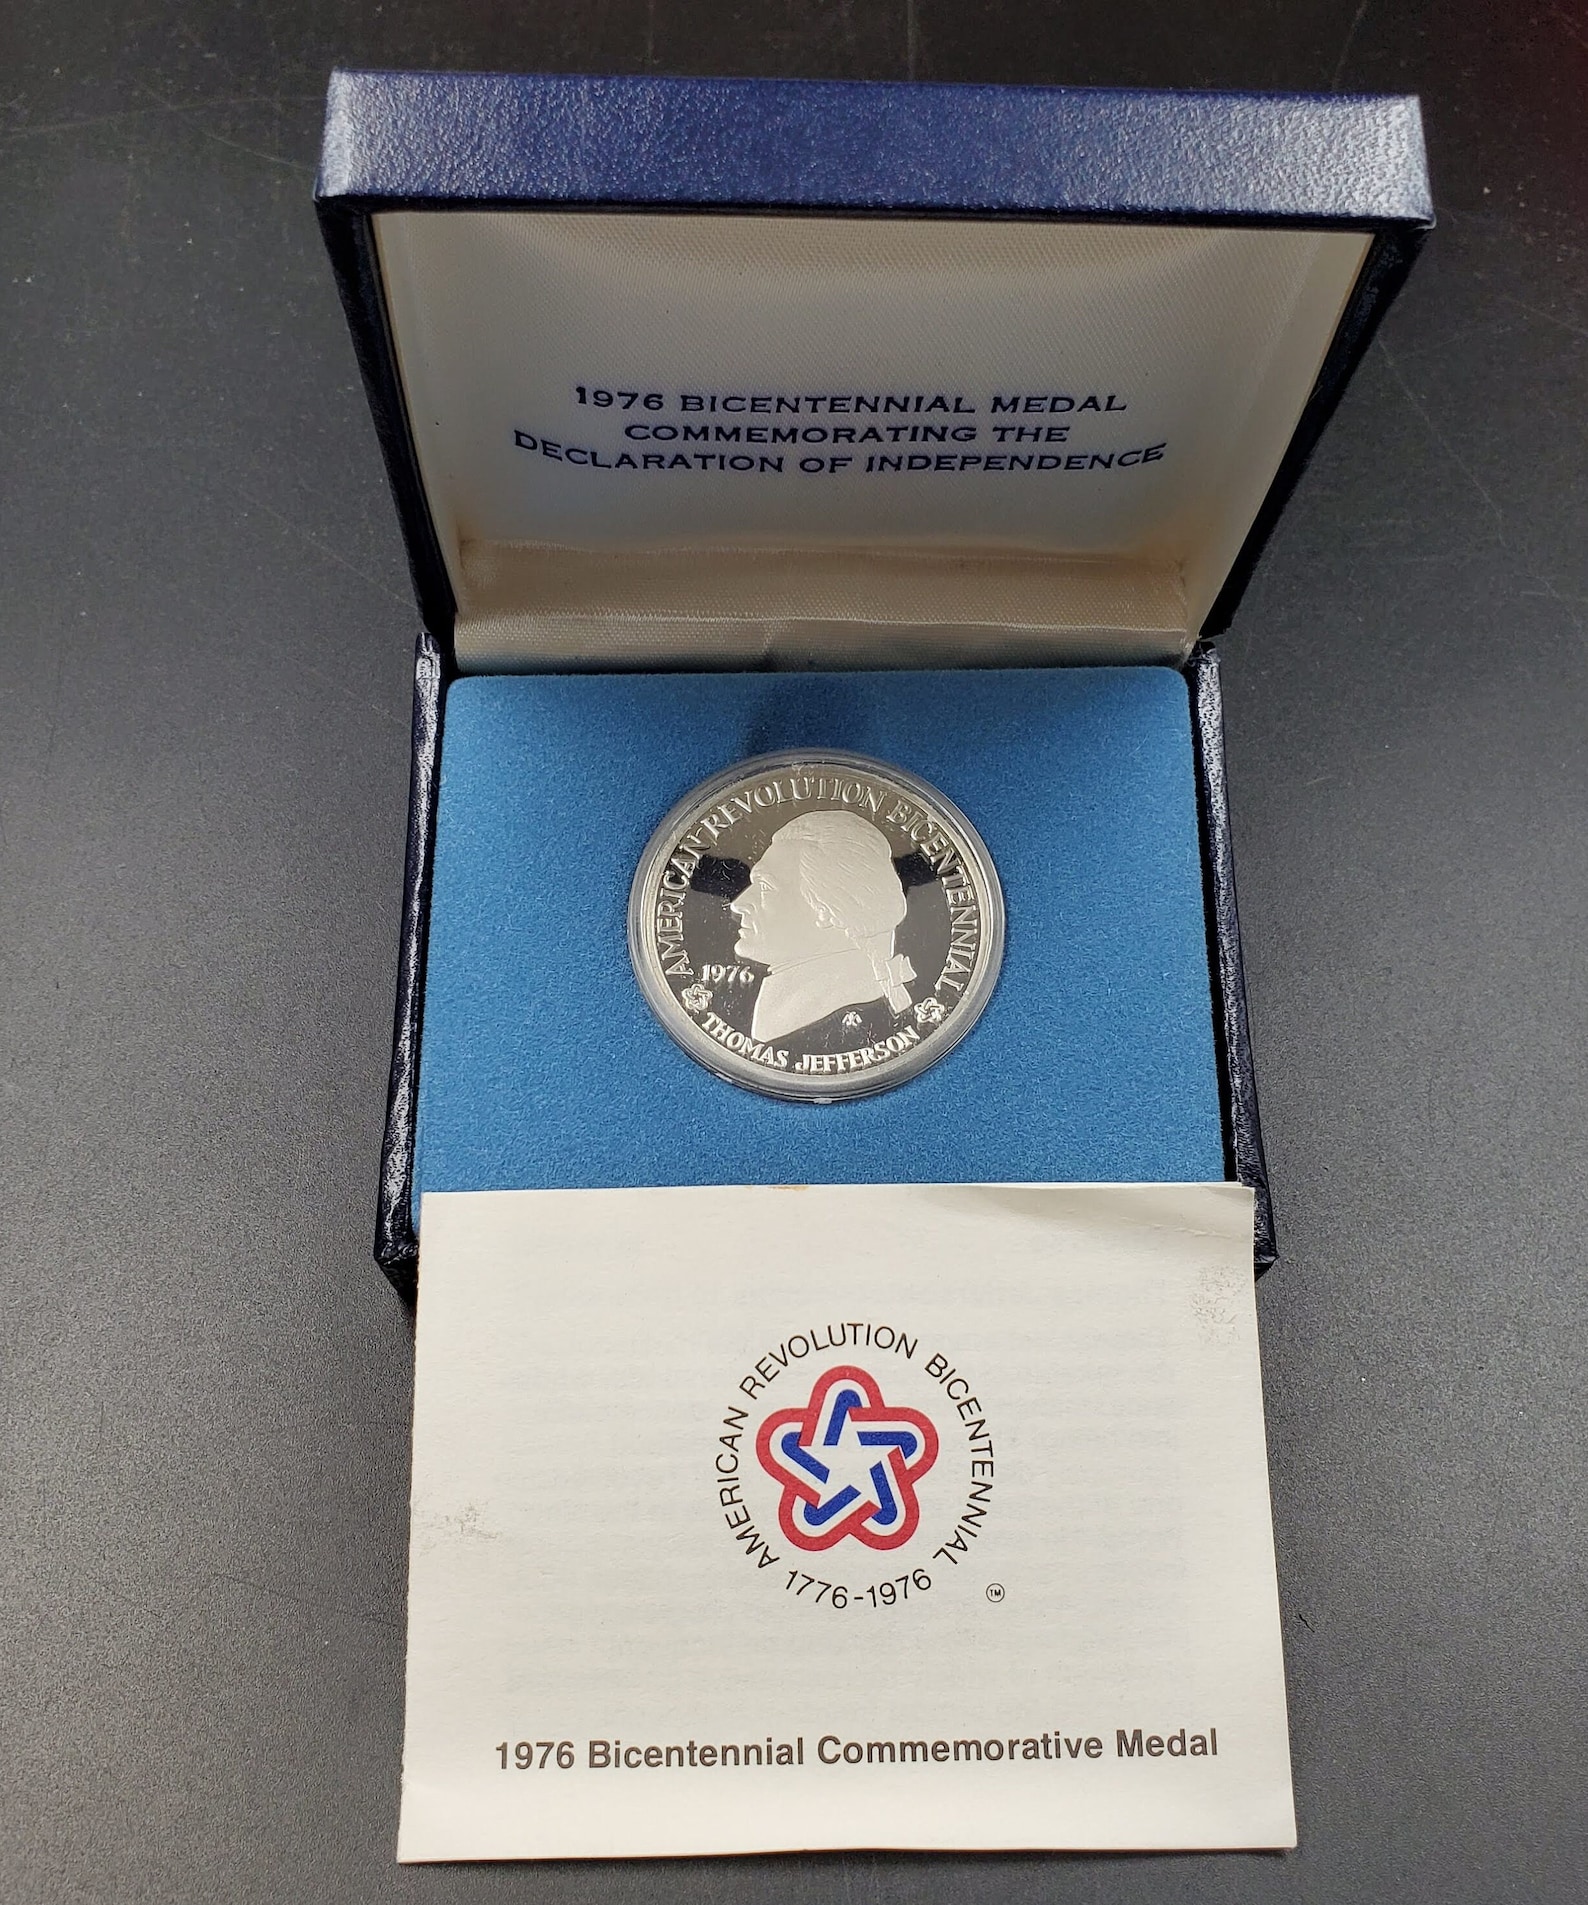 1976 BICENTENNIAL MEDAL
COMMEMORATING THE
DECLARATION OF INDEPENDENCE
AMERICAN REVOLUTION BICENTENNIAL
1976
THOMAS JEFFERSON
AMERICAN REVOLUTION BICENTENNIAL
1776-1976
TM
1976 Bicentennial Commemorative Medal